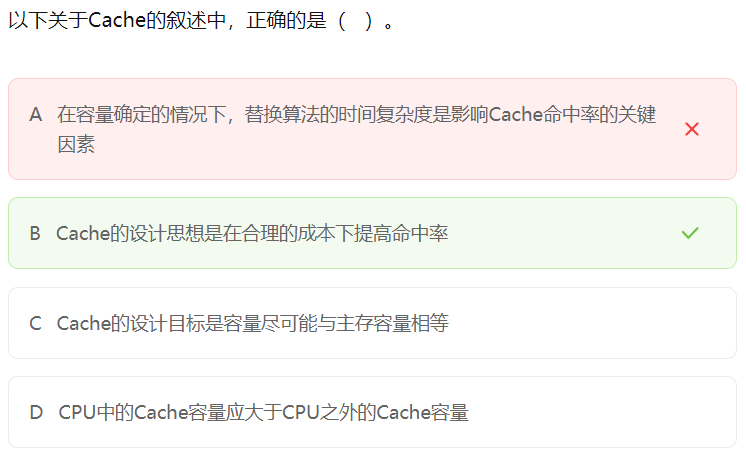 以下关于Cache的叙述中，正确的是（ ）。
A 在容量确定的情况下，替换算法的时间复杂度是影响Cache命中率的关键
因素
B Cache的设计思想是在合理的成本下提高命中率
C Cache的设计目标是容量尽可能与主存容量相等
D CPU中的Cache容量应大于CPU之外的Cache容量